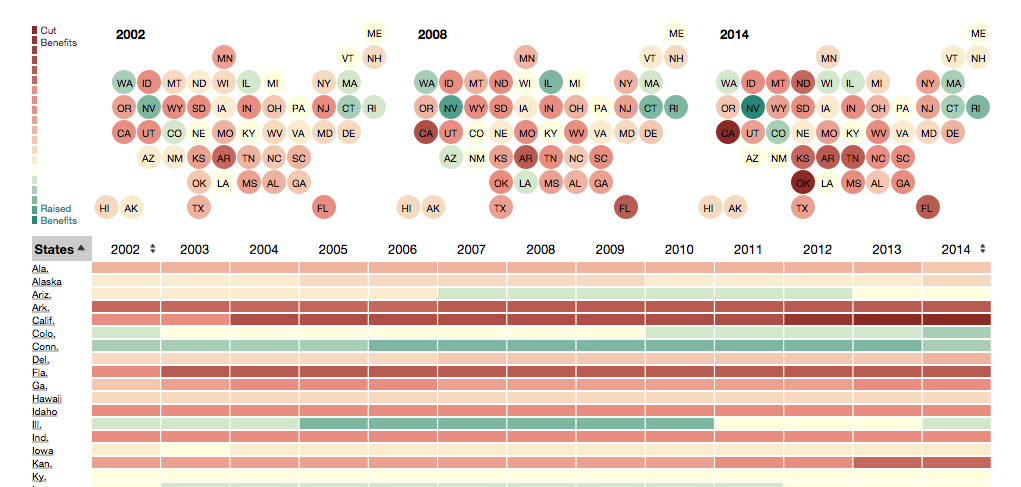 Cut
Benefits
Raised
Benefits
2002
ME
MN VT NH
WA ID MT ND WI IL MI NY MA
OR NV WY SD IA IN OH PA NJ CT RI
CA UT CO NE MO KY WV VA MD DE
AZ NM KS AR TN NC SC
OK LA MS AL GA
HI AK TX FL
2008
ME
MN VT NH
WA ID MT ND WI IL MI NY MA
OR NV WY SD IA IN OH PA NJ CT RI
CA UT CO NE MO KY WV VA MD DE
AZ NM KS AR TN NC SC
OK LA MS AL GA
HI AK TX FL
2014
ME
MN VT NH
WA ID MT ND WI IL MI NY MA
OR NV WY SD IA IN OH PA NJ CT RI
CA UT CO NE MO KY WV VA MD DE
AZ NM KS AR TN NC SC
OK LA MS AL GA
HI AK TX FL
States 2002 2003 2004 2005 2006 2007 2008 2009 2010 2011 2012 2013 2014
Ala.
Alaska
Ariz.
Ark.
Calif.
Colo.
Conn.
Del.
Fla.
Ga.
Hawaii
Idaho
Ill.
Ind.
Iowa
Kan.
Ky.